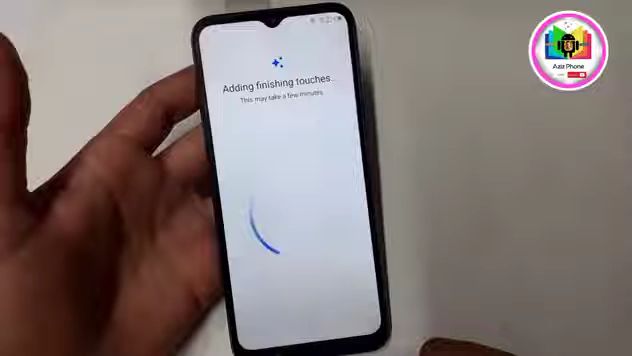 Adding finishing touches...
This may take a few minutes
Aziz Phone